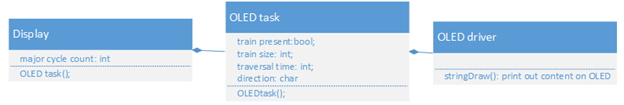 Display
major cycle count: int
OLED task();
OLED task
train present:bool;
train size: int;
traversal time: int;
direction: char
OLEDtask();
OLED driver
stringDraw(): print out content on OLED